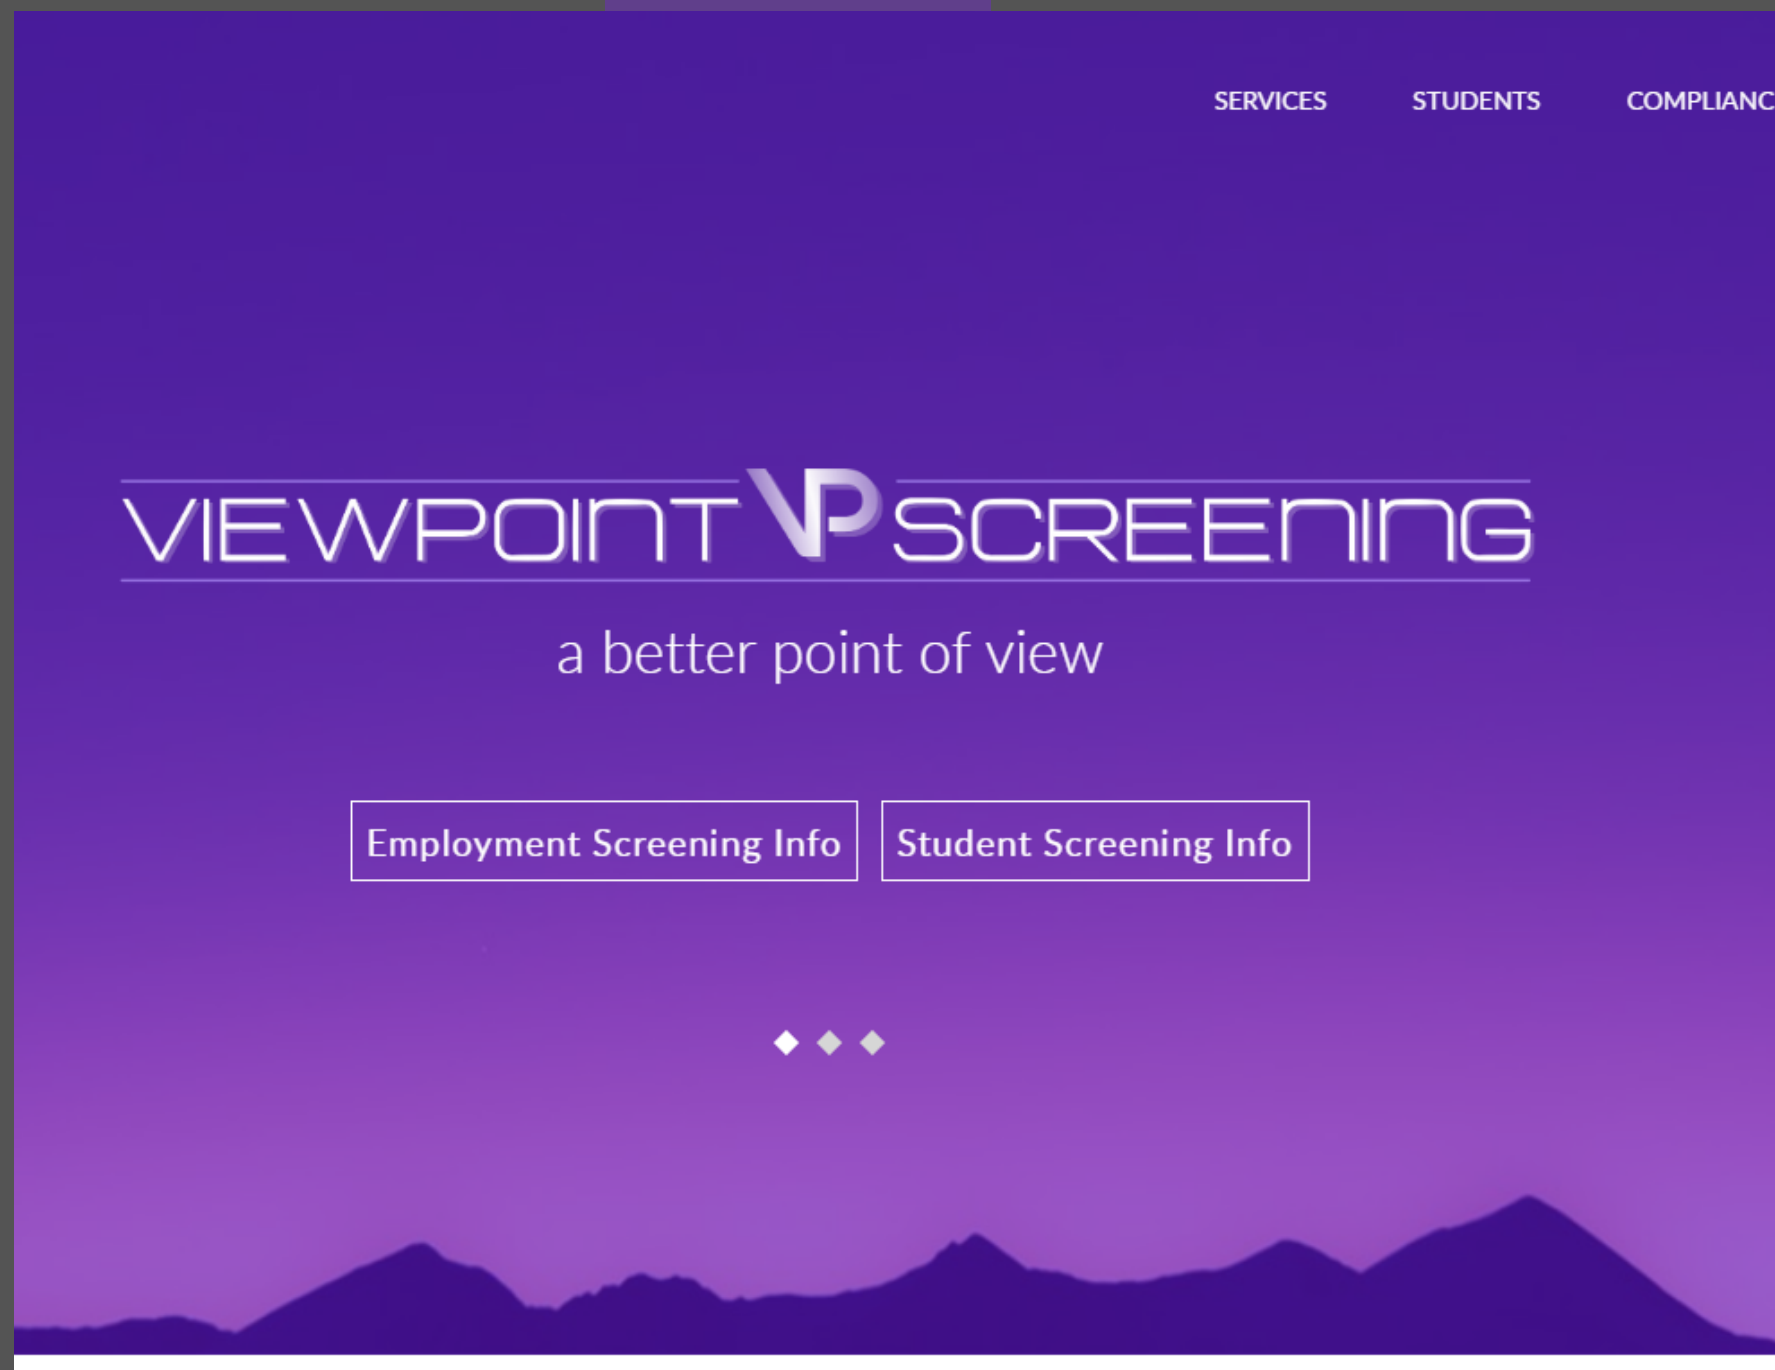 SERVICES STUDENTS COMPLIANC
VIEWPOINT VP SCREENING
a better point of view
Employment Screening Info Student Screening Info